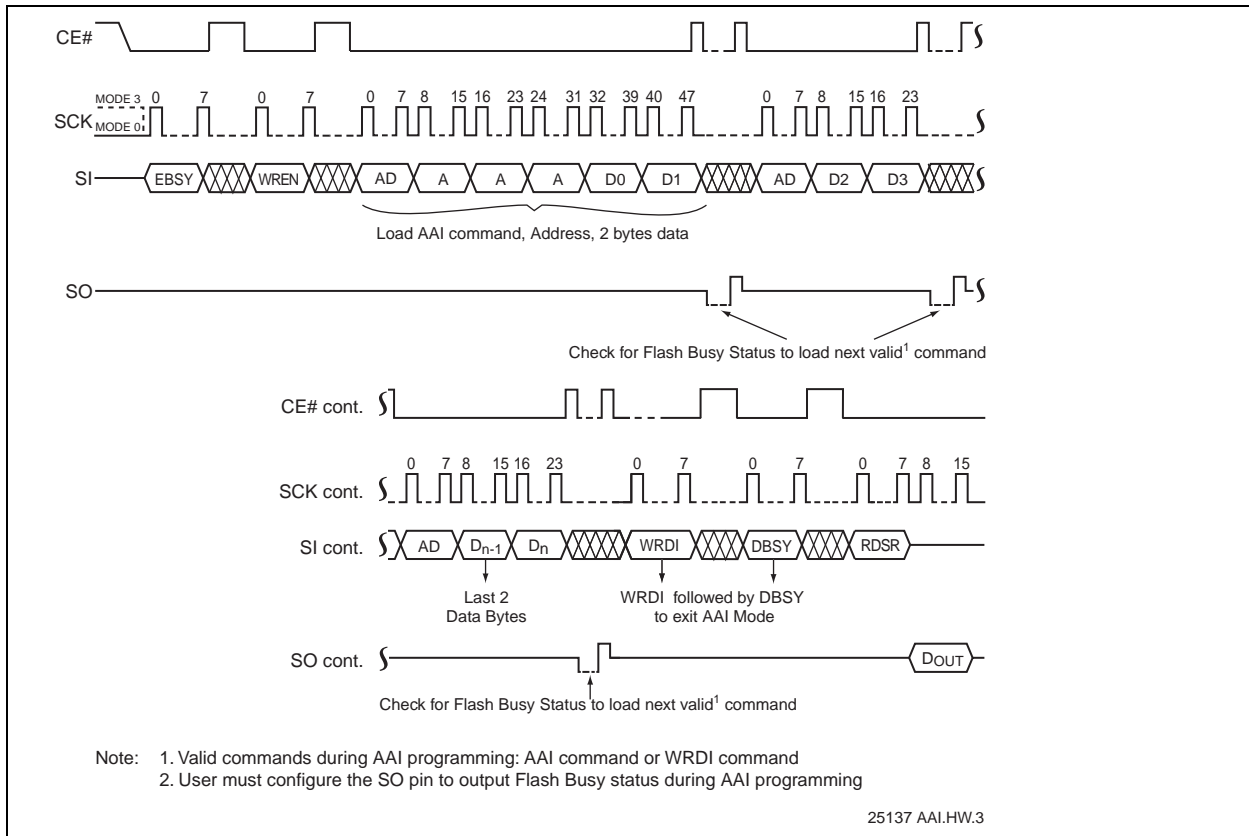 CE#
MODE 3 0 7 0 7 0 7 8 15 16 23 24 31 32 39 40 47 0 7 8 15 16 23
SCK MODE 0
SI EBSY WREN AD A A A D0 D1 AD D2 D3
Load AAI command, Address, 2 bytes data
SO
Check for Flash Busy Status to load next valid1 command
CE# cont.
0 7 8 15 16 23 0 7 0 7 0 7 8 15
SCK cont.
SI cont. AD Dn-1 Dn WRDI DBSY RDSR
Last 2 WRDI followed by DBSY
Data Bytes to exit AAI Mode
SO cont. DOUT
Check for Flash Busy Status to load next valid1 command
Note: 1. Valid commands during AAI programming: AAI command or WRDI command
2. User must configure the SO pin to output Flash Busy status during AAI programming
25137 AAI.HW.3